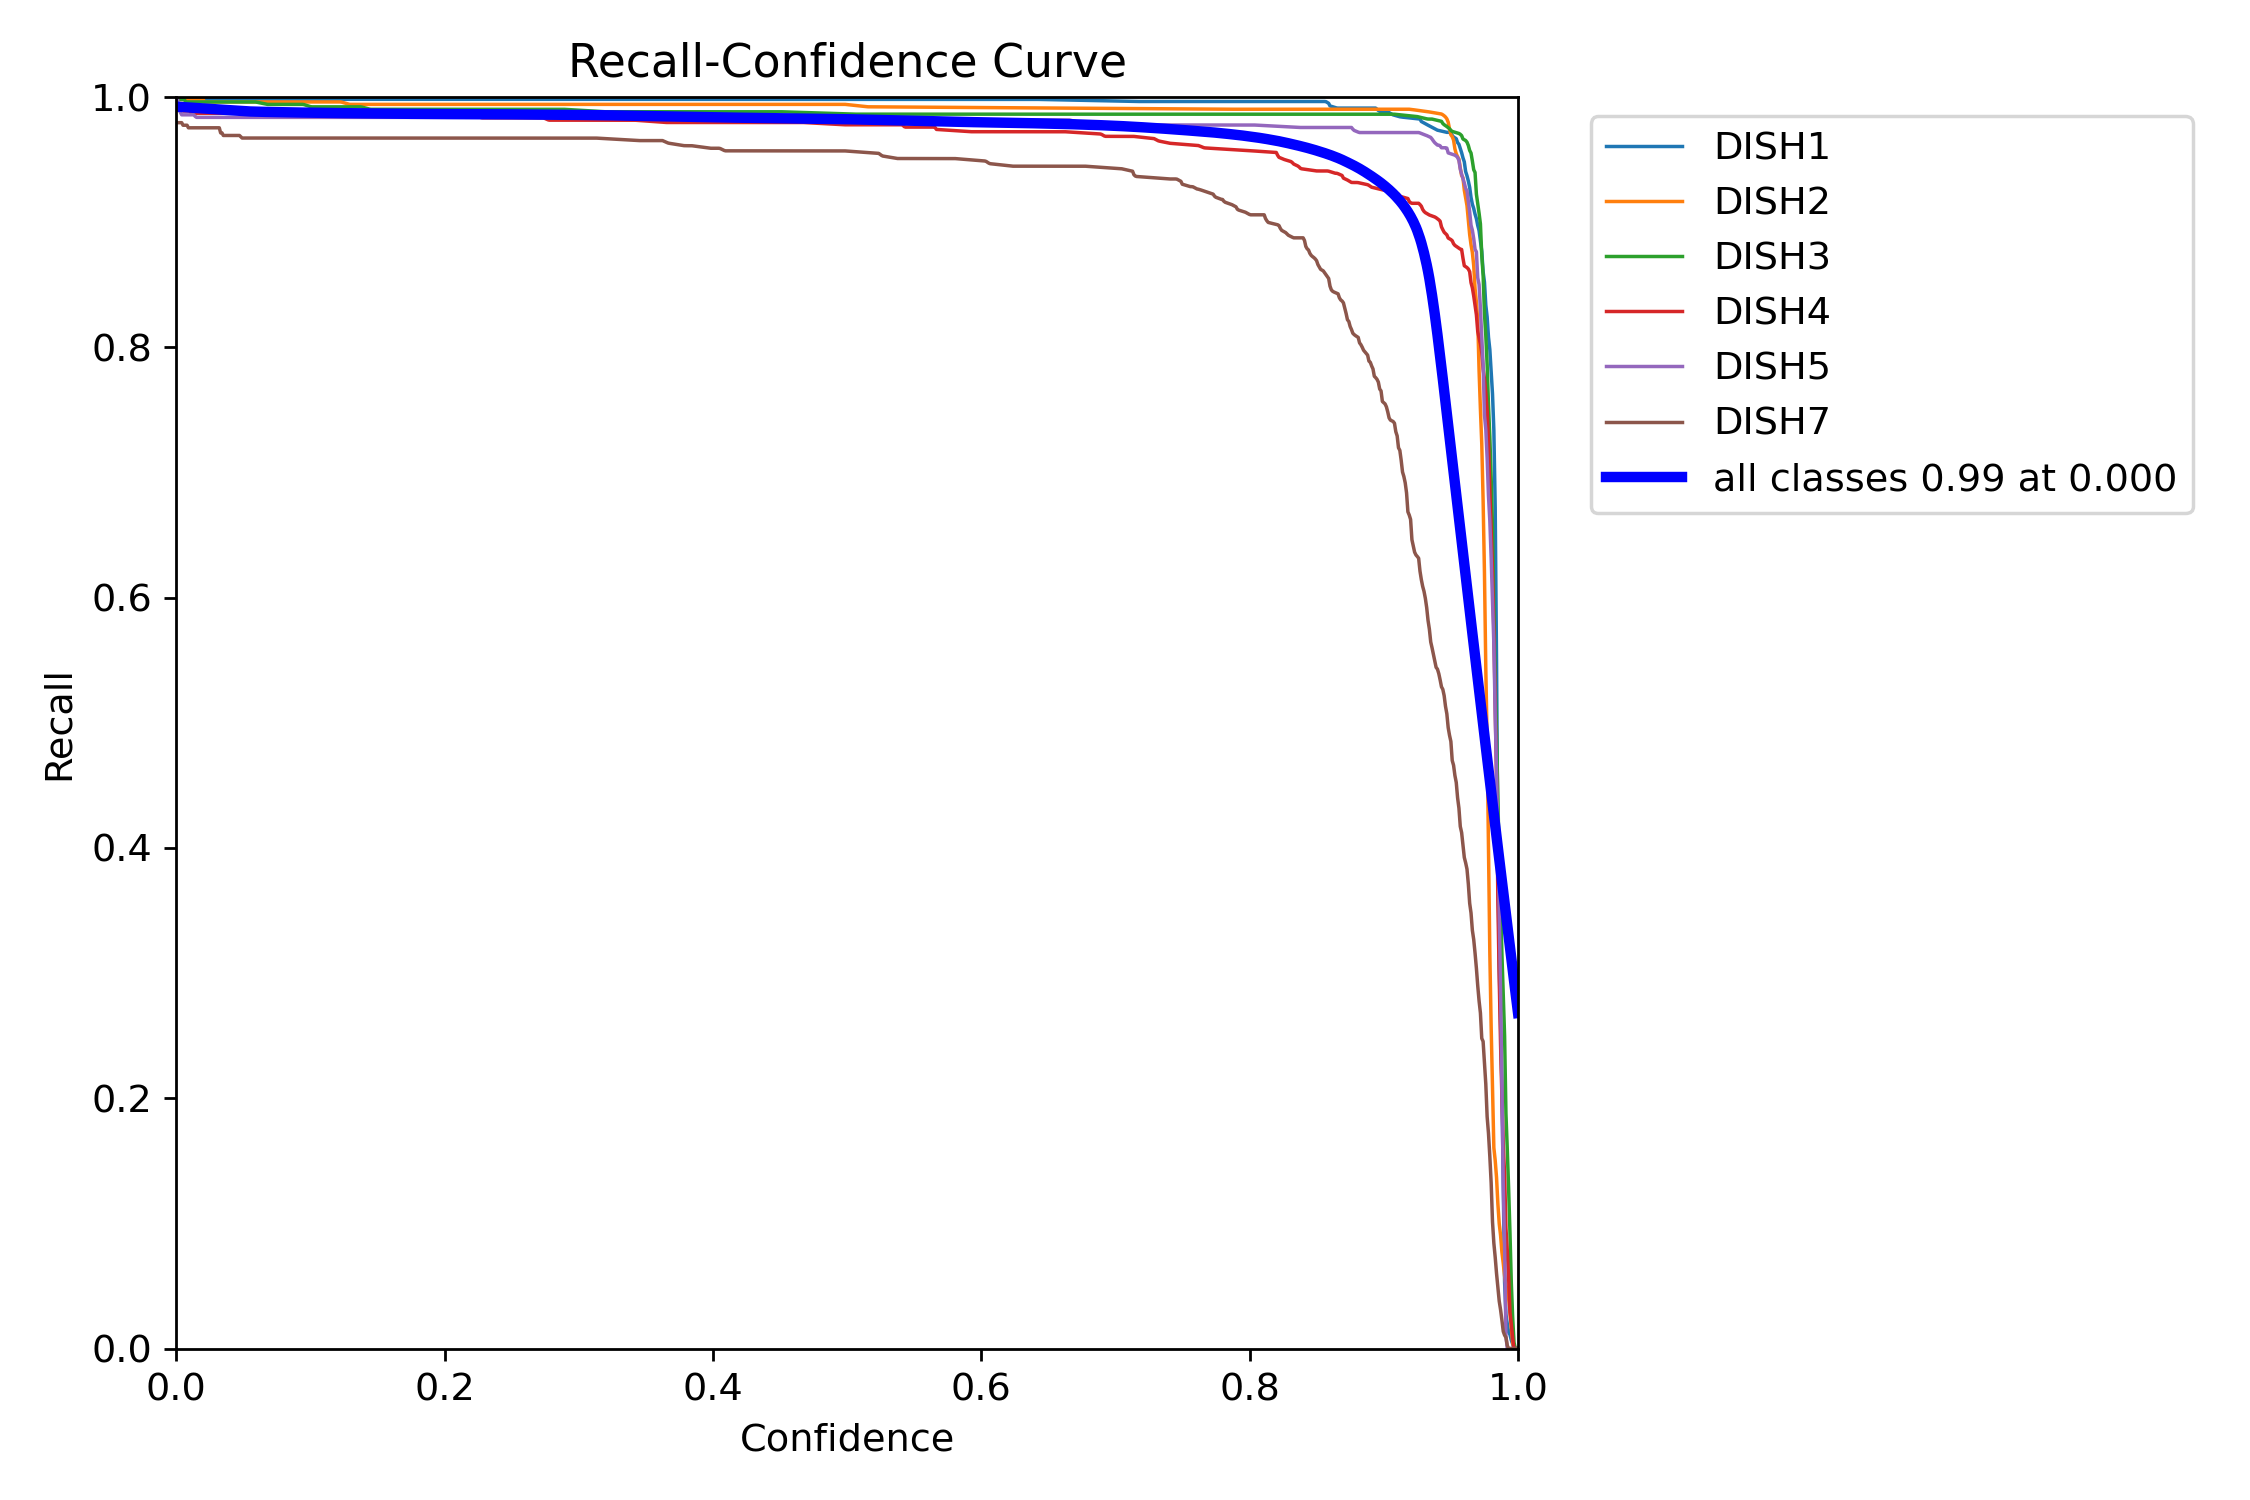 Recall-Confidence Curve
1.0
0.8
0.6
0.4
0.2
0.0
Recall
0.0 0.2 0.4 0.6 0.8 1.0
Confidence
DISH1
DISH2
DISH3
DISH4
DISH5
DISH7
all classes 0.99 at 0.000